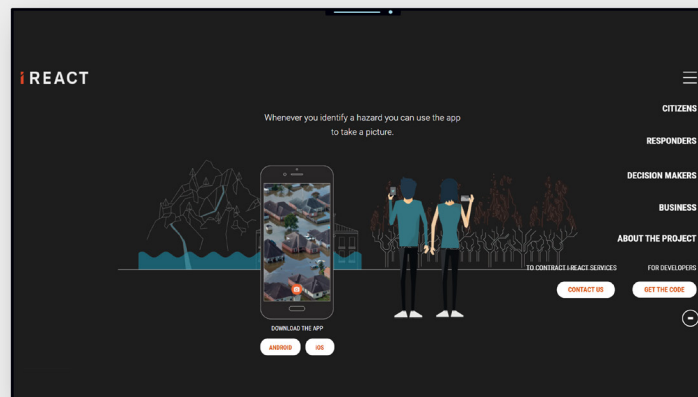 i REACT
CITIZENS
Whenever you identify a hazard you can use the app
to take a picture.
RESPONDERS
DECISION MAKERS
BUSINESS
ABOUT THE PROJECT
TO CONTRACT I-REACT SERVICES
FOR DEVELOPERS
CONTACT US
GET THE CODE
DOWNLOAD THE APP
ANDROID
iOS